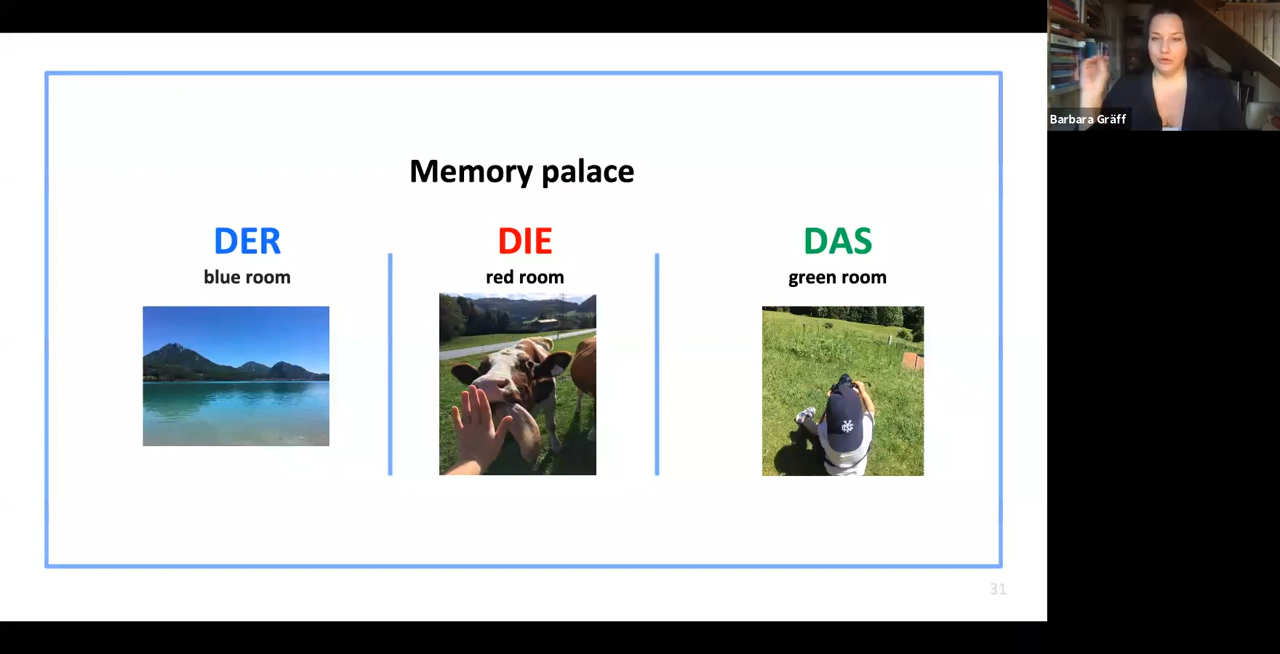 Memory palace
DER
blue room
DIE
red room
DAS
green room
31
Barbara Gräff